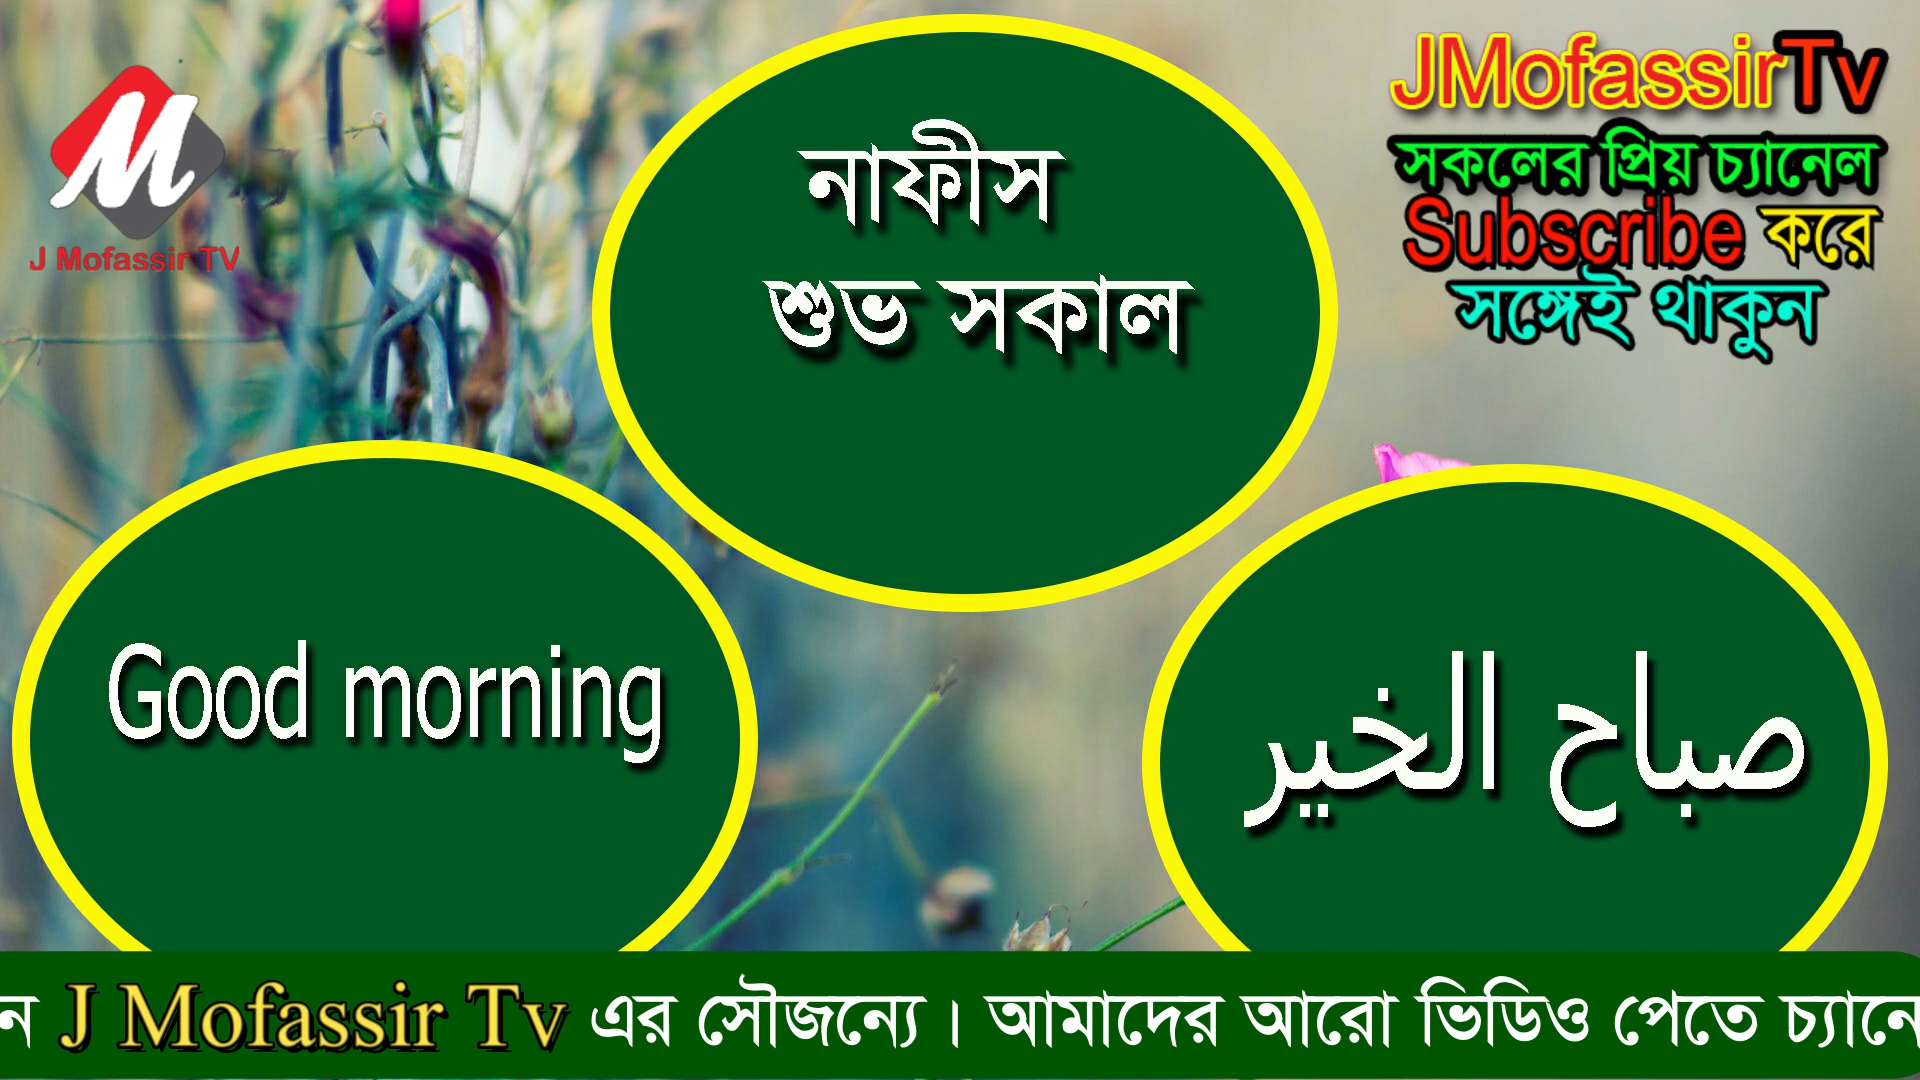 J Mofassir TV
JMofassirTv
সকলের প্রিয় চ্যানেল
Subscribe করে
সঙ্গেই থাকুন
নাফীস
শুভ সকাল
Good morning
صباح الخير
ন J Mofassir Tv এর সৌজন্যে । আমাদের আরো ভিডিও পেতে চ্যানে